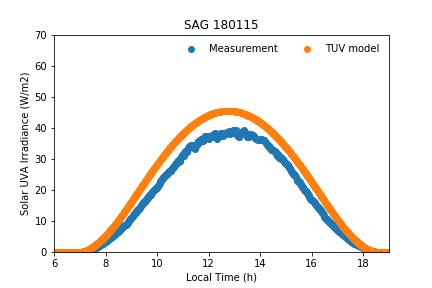 SAG 180115
Measurement TUV model
70
60
50
40
30
20
10
0
Solar UVA Irradiance (W/m2)
6 8 10 12 14 16 18
Local Time (h)